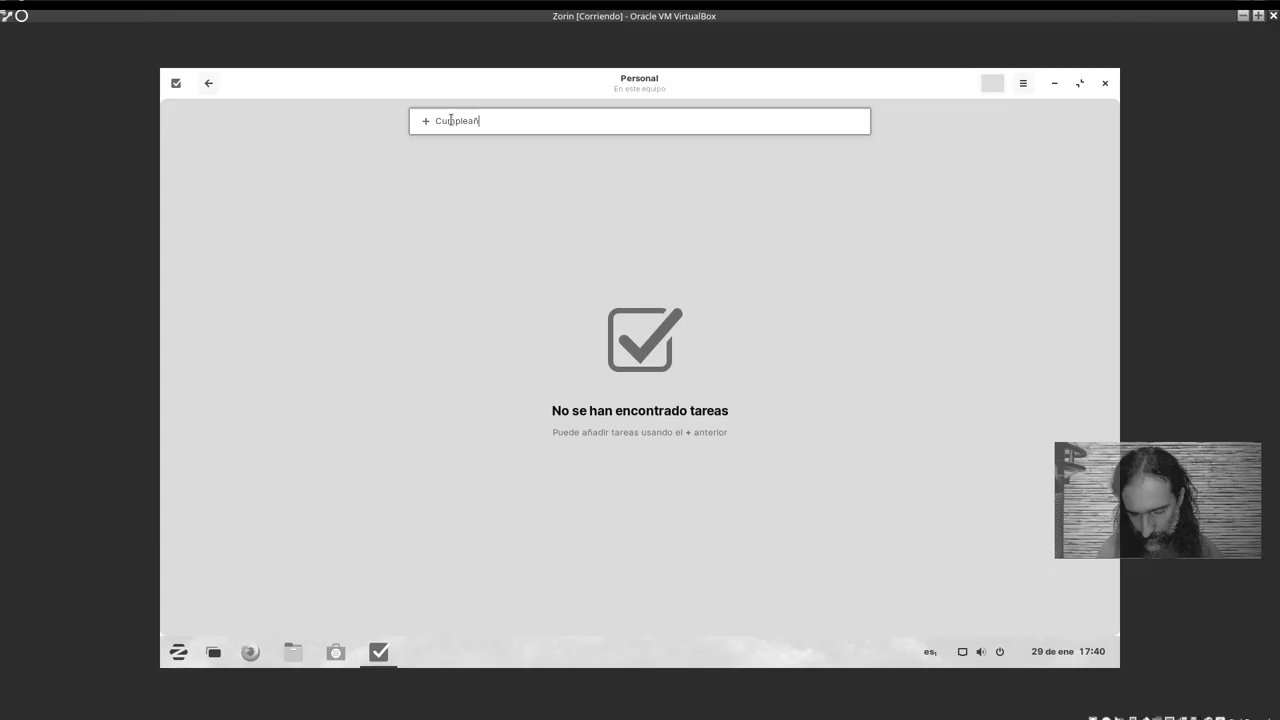 Zorin [Corriendo] - Oracle VM VirtualBox
Personal
En este equipo
+ Cumpleañ
No se han encontrado tareas
Puede añadir tareas usando el + anterior
es₁
29 de ene 17:40